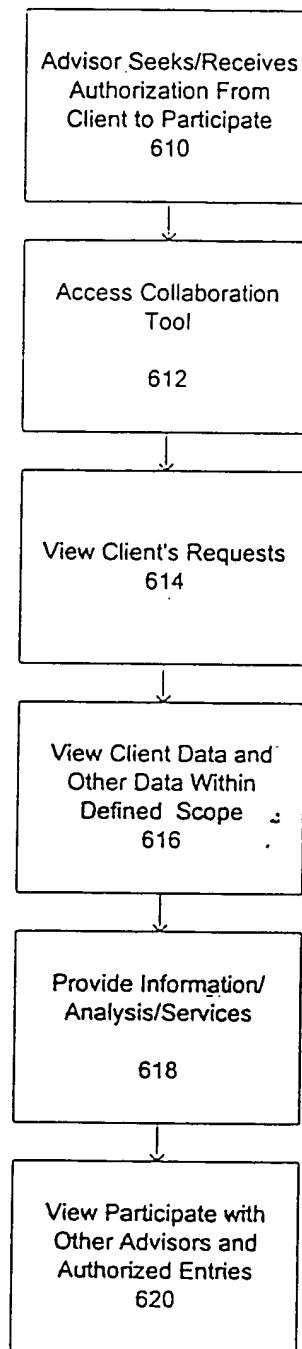 Advisor Seeks/Receives
Authorization From
Client to Participate
610
Access Collaboration
Tool
612
View Client's Requests
614
View Client Data and
Other Data Within
Defined Scope
616
Provide Information/
Analysis/Services
618
View Participate with
Other Advisors and
Authorized Entries
620